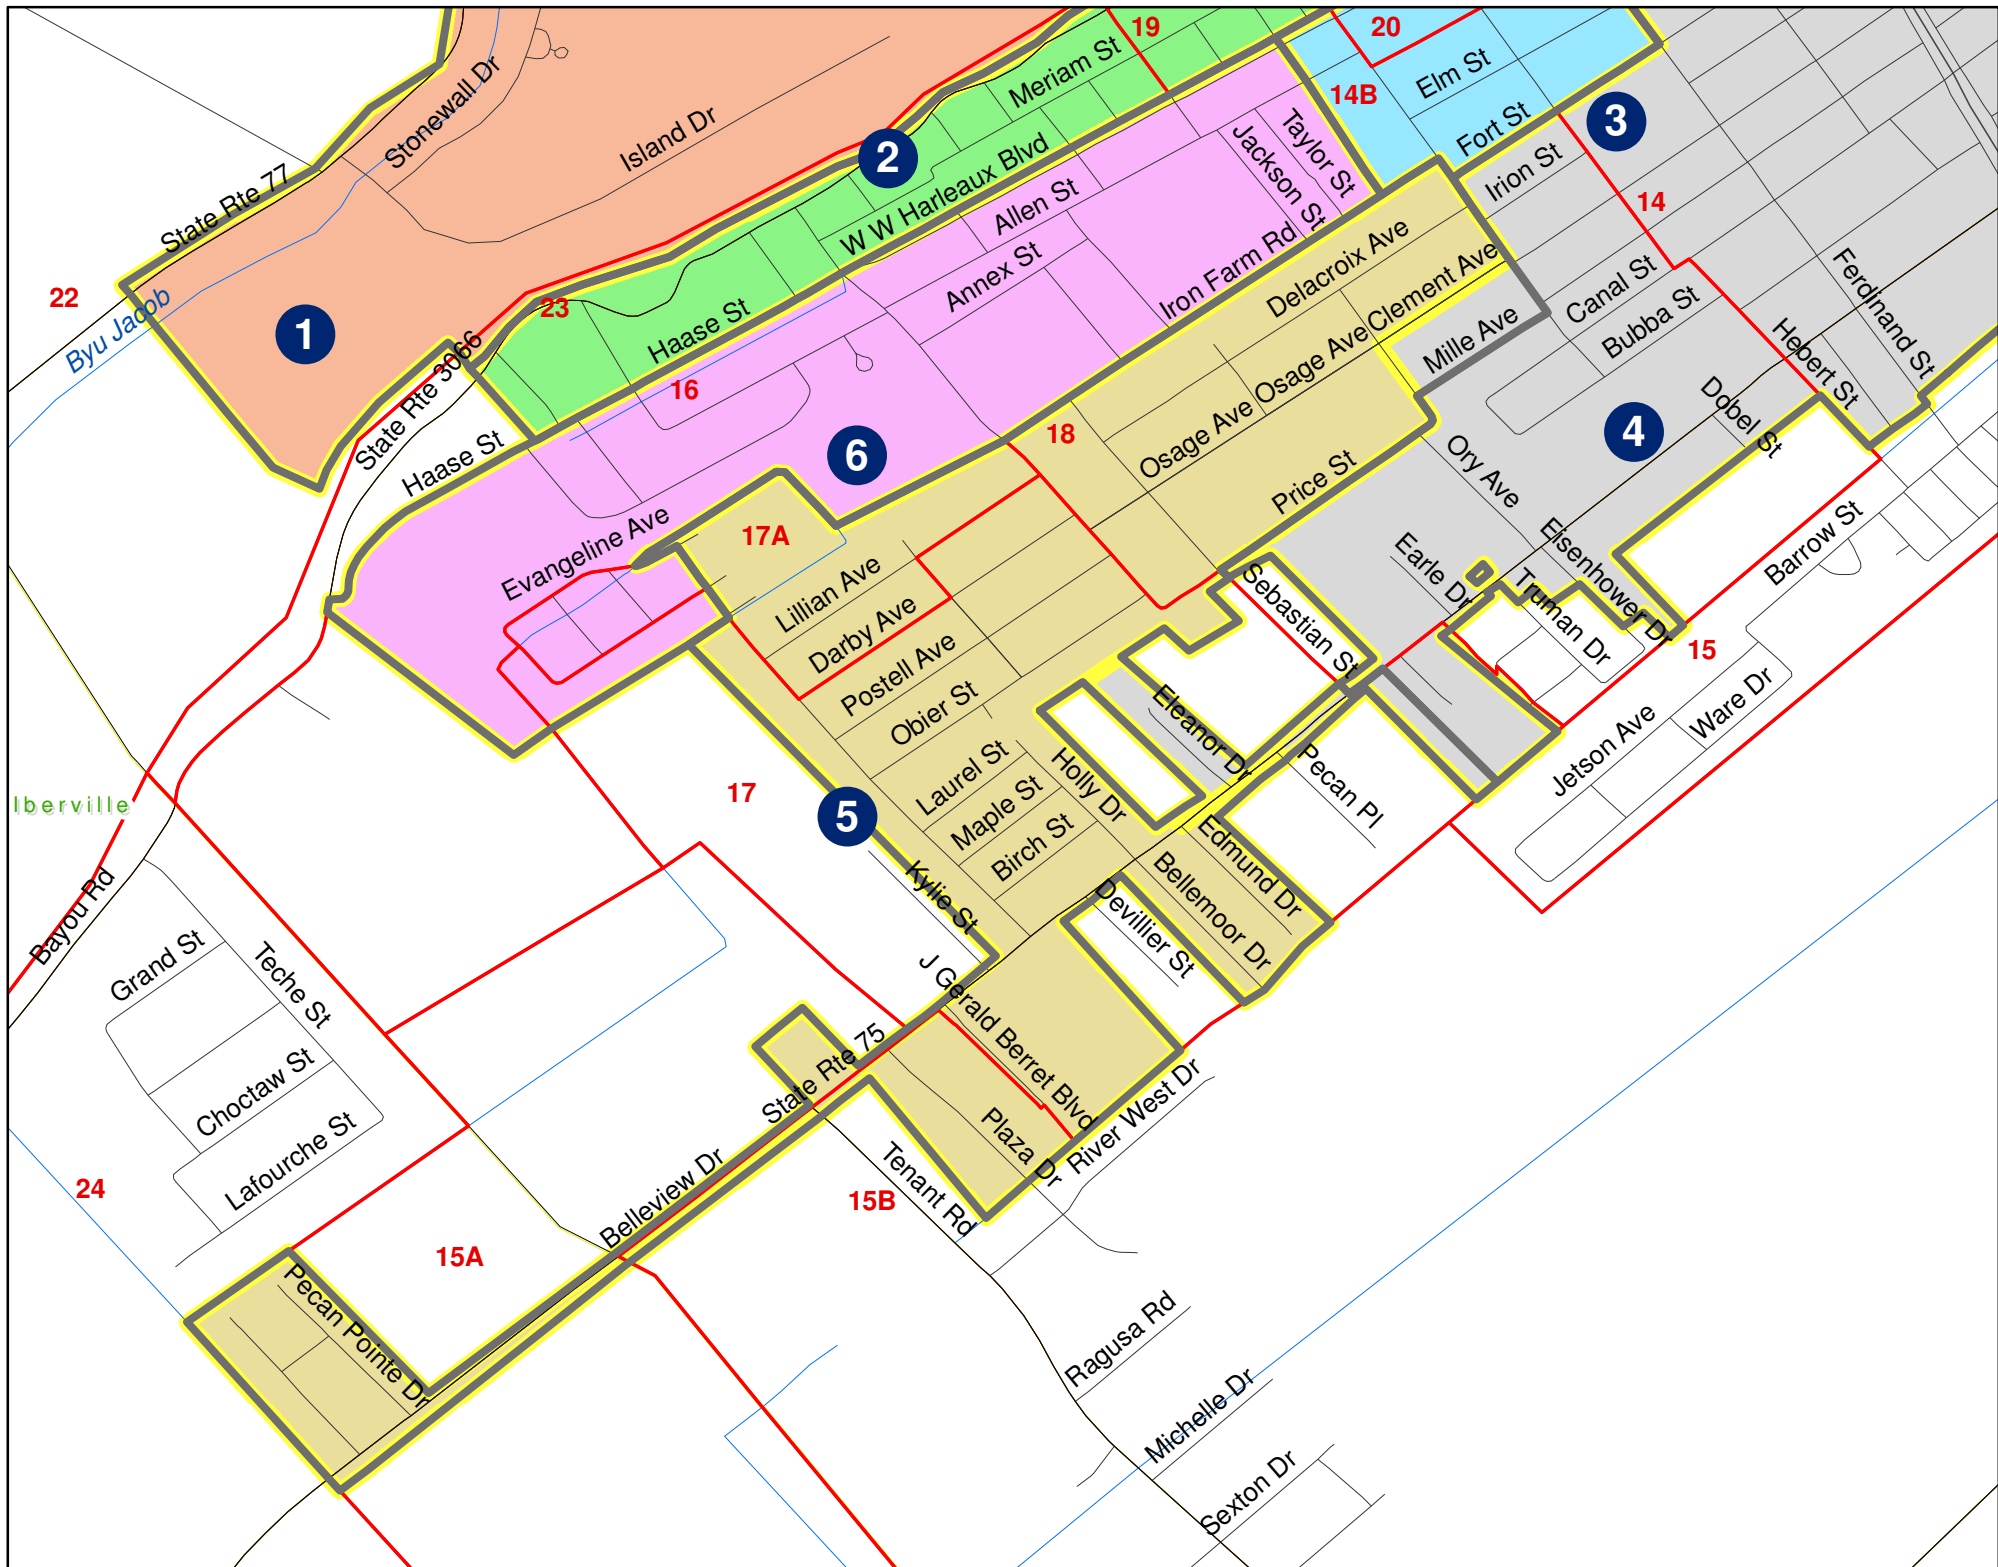 19
20
Meriam St
Elm St
14B
Stonewall Dr
Island Dr
2
Fort St
3
Taylor St
Jackson St
Irion St
W W Harleaux Blvd
Allen St
State Rte 77
14
Annex St
Iron Farm Rd
Delacroix Ave
Clement Ave
Canal St
Ferdinand St
22
Byu Jacob
1
23
Haase St
Bubba St
Mille Ave
Hebert St
State Rte 3066
16
Osage Ave
Dobel St
4
Haase St
6
18
Osage Ave
Ory Ave
Price St
Evangeline Ave
17A
Eisenhower Dr
Barrow St
Lillian Ave
Sebastian St
Earle Dr
Truman Dr
Darby Ave
15
Postell Ave
Obier St
Eleanor Dr
Ware Dr
Jetson Ave
Pecan Pl
Laurel St
Holly Dr
17
Iberville
5
Maple St
Birch St
Edmund Dr
Bellemoor Dr
Kylie St
Devillier St
Bayou Rd
Grand St
Teche St
J Gerald Berret Blvd
State Rte 75
Choctaw St
Plaza Dr
River West Dr
Lafourche St
Tenant Rd
24
15B
Belleview Dr
15A
Pecan Pointe Dr
Ragusa Rd
Michelle Dr
Sexton Dr